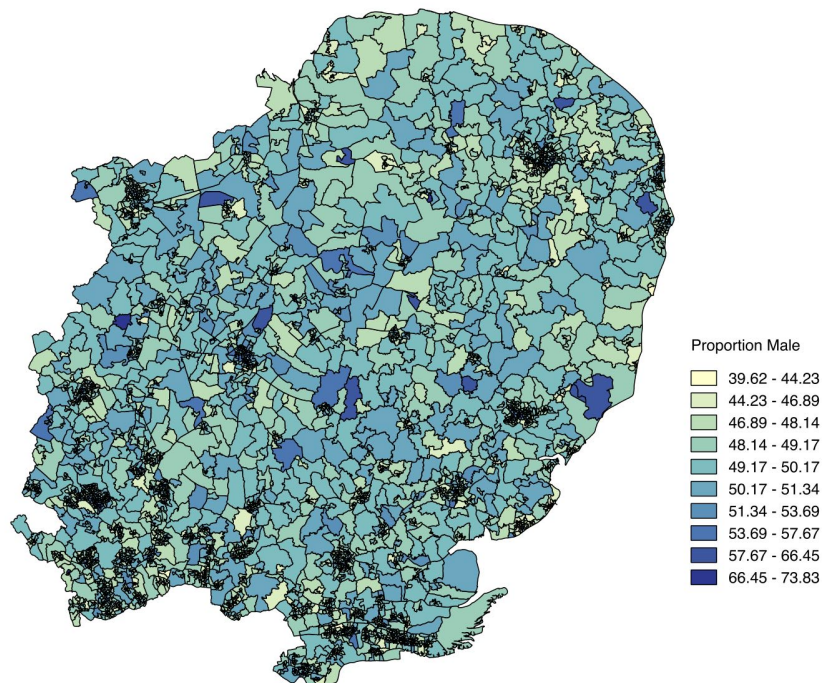 Proportion Male
39.62 - 44.23
44.23 - 46.89
46.89 - 48.14
48.14 - 49.17
49.17 - 50.17
50.17 - 51.34
51.34 - 53.69
53.69 - 57.67
57.67 - 66.45
66.45 - 73.83